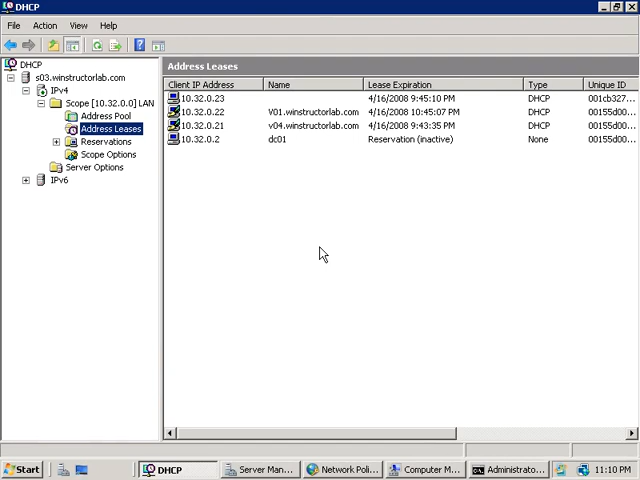 DHCP
File Action View Help
DHCP
s03.winstructorlab.com
IPv4
Scope [10.32.0.0] LAN
Address Pool
Address Leases
Reservations
Scope Options
Server Options
IPv6
Address Leases
Client IP Address Name Lease Expiration Type Unique ID
10.32.0.23 4/16/2008 9:45:10 PM DHCP 001cb327...
10.32.0.22 V01.winstructorlab.com 4/16/2008 10:45:07 PM DHCP 00155d00...
10.32.0.21 v04.winstructorlab.com 4/16/2008 9:43:35 PM DHCP 00155d00...
10.32.0.2 dc01 Reservation (inactive) None 00155d00...
Start DHCP Server Man... Network Poli... Computer M... Administrato... 11:10 PM